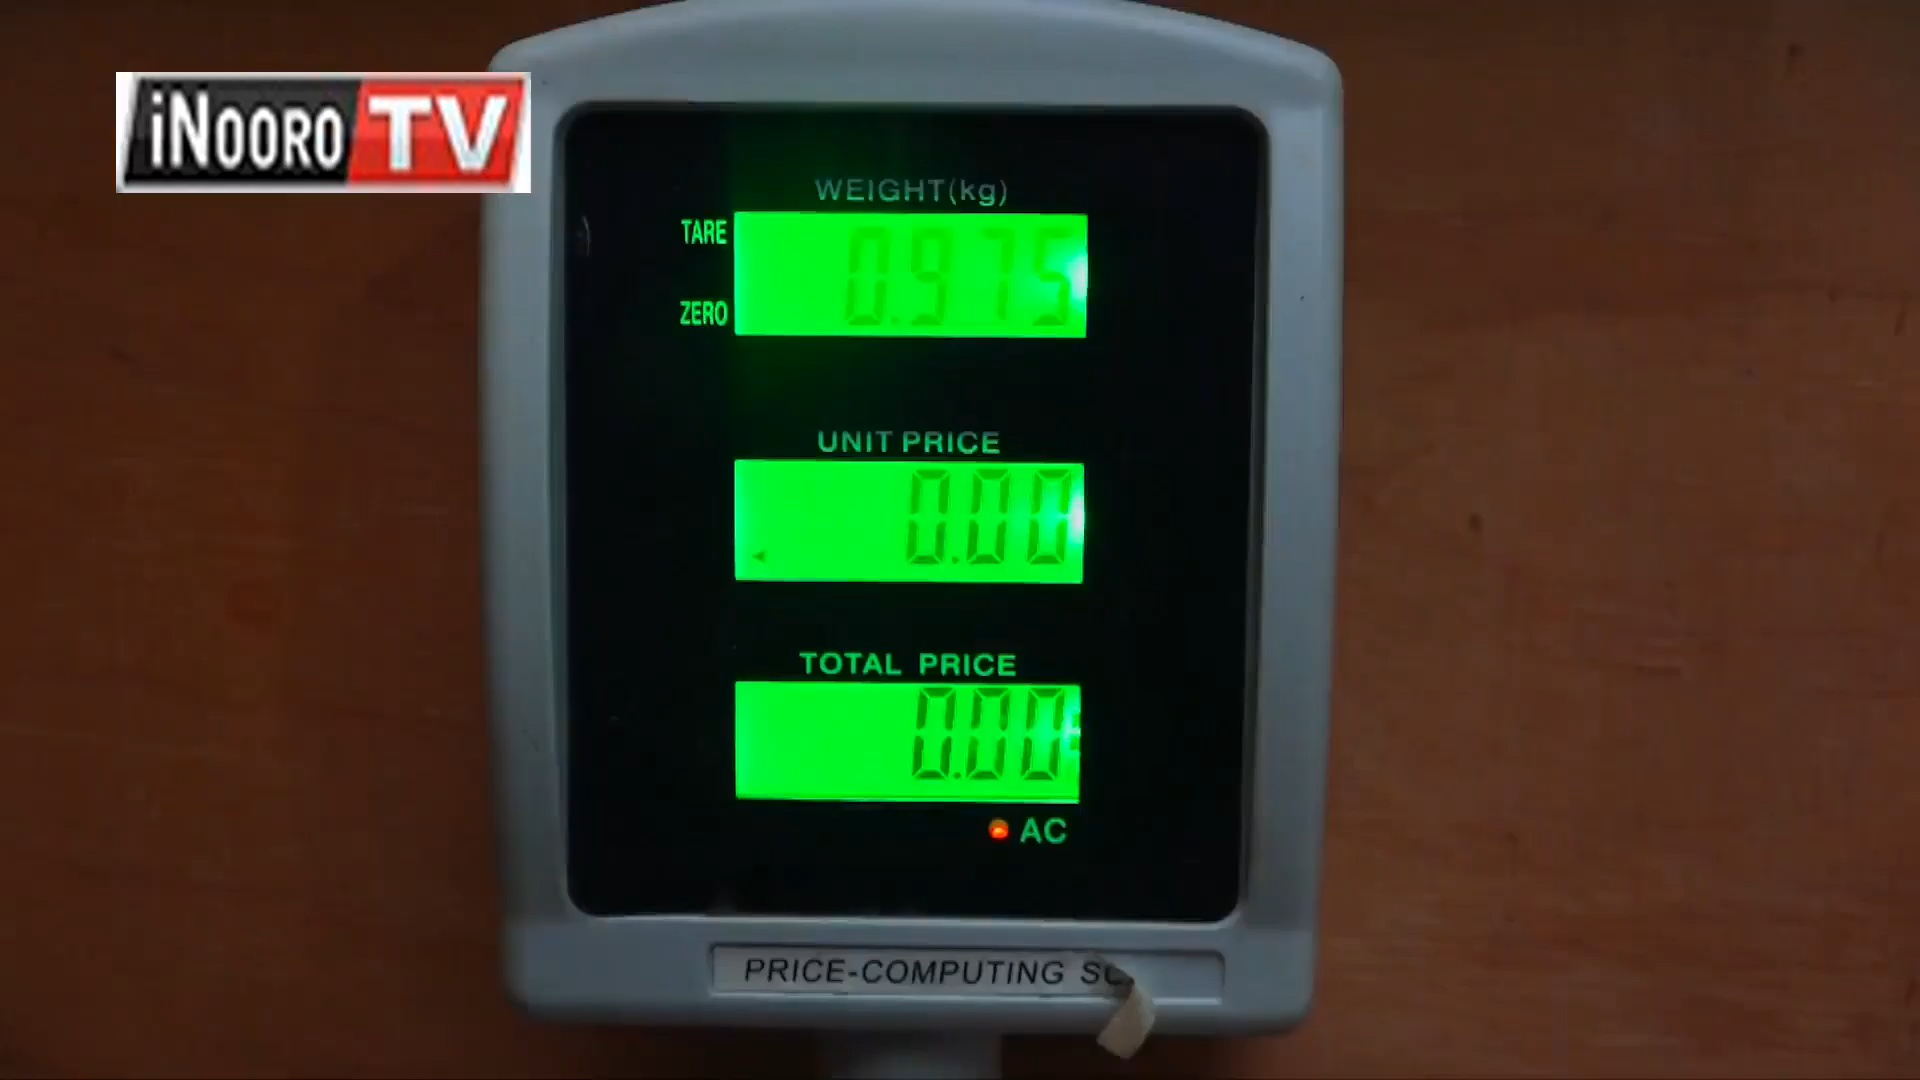 iNOORO TV
WEIGHT(kg)
TARE
0.975
ZERO
UNIT PRICE
0.00
TOTAL PRICE
0.00
AC
PRICE-COMPUTING